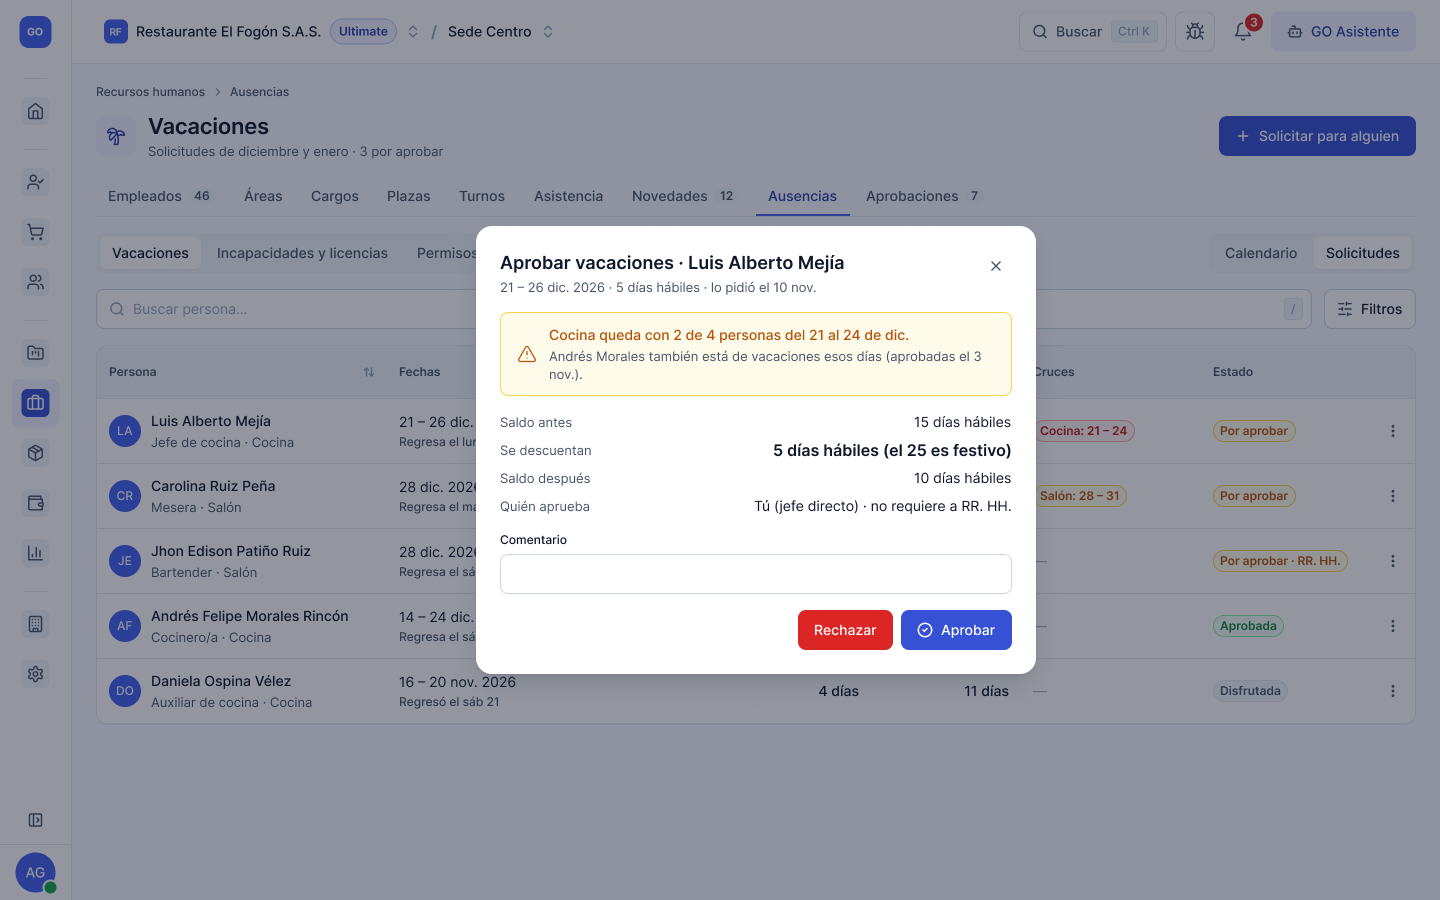 GO
RF
Restaurante El Fogón S.A.S.
Ultimate
/
Sede Centro
Buscar
Ctrl K
3
GO Asistente
Recursos humanos
Ausencias
Vacaciones
Solicitudes de diciembre y enero · 3 por aprobar
Solicitar para alguien
Empleados 46
Áreas
Cargos
Plazas
Turnos
Asistencia
Novedades 12
Ausencias
Aprobaciones 7
Vacaciones
Incapacidades y licencias
Permisos
Calendario
Solicitudes
Buscar persona...
/
Filtros
Persona
Fechas
Cruces
Estado
LA
Luis Alberto Mejía
Jefe de cocina · Cocina
21 – 26 dic.
Regresa el lu
Cocina: 21 – 24
Por aprobar
CR
Carolina Ruiz Peña
Mesera · Salón
28 dic. 2026
Regresa el ma
Salón: 28 – 31
Por aprobar
JE
Jhon Edison Patiño Ruiz
Bartender · Salón
28 dic. 2026
Regresa el sá
—
Por aprobar · RR. HH.
AF
Andrés Felipe Morales Rincón
Cocinero/a · Cocina
14 – 24 dic.
Regresa el sá
—
Aprobada
DO
Daniela Ospina Vélez
Auxiliar de cocina · Cocina
16 – 20 nov. 2026
Regresó el sáb 21
4 días
11 días
—
Disfrutada
AG
Aprobar vacaciones · Luis Alberto Mejía
21 – 26 dic. 2026 · 5 días hábiles · lo pidió el 10 nov.
Cocina queda con 2 de 4 personas del 21 al 24 de dic.
Andrés Morales también está de vacaciones esos días (aprobadas el 3
nov.).
Saldo antes
15 días hábiles
Se descuentan
5 días hábiles (el 25 es festivo)
Saldo después
10 días hábiles
Quién aprueba
Tú (jefe directo) · no requiere a RR. HH.
Comentario
Rechazar
Aprobar